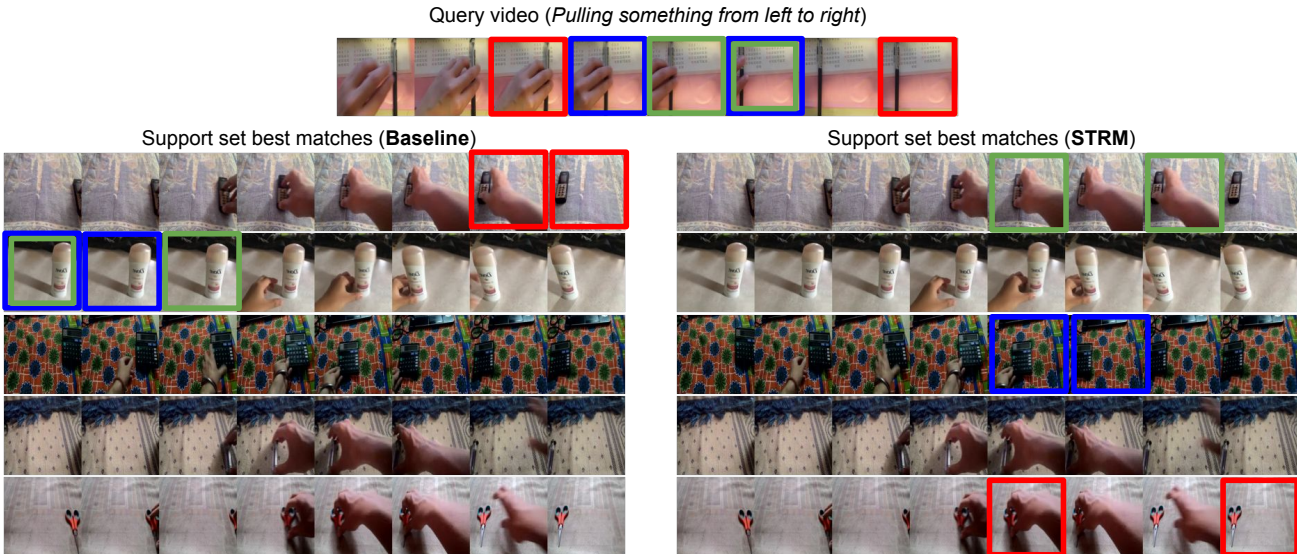 Query video (Pulling something from left to right)
Support set best matches (Baseline)
Support set best matches (STRM)